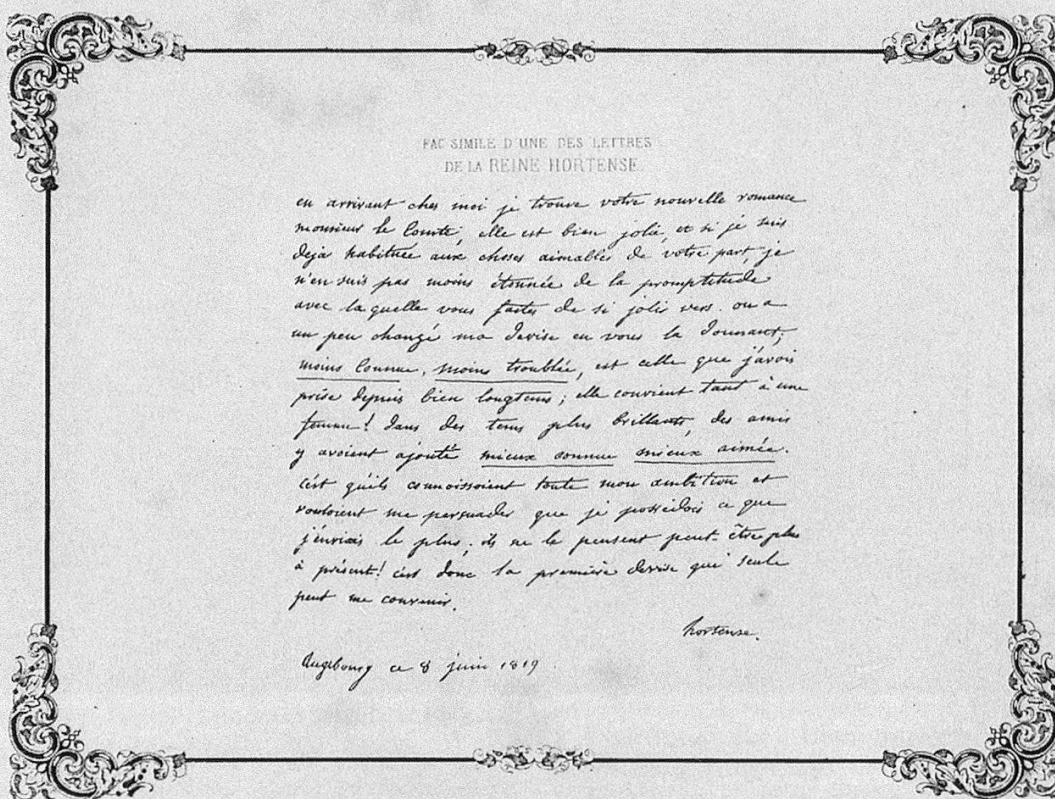 FAC SIMILE D'UNE DES LETTRES
DE LA REINE HORTENSE.
en arrivant ches moi je trouve votre nouvelle romance
monsieur le Comte, elle est bien jolie, et si je suis
deja habituée aux choses aimables de votre part, je
n'en suis pas moins étonnée de la promptitude
avec la quelle vous faites de si jolis vers. on a
un peu changé ma devise en vous la donnant;
moins connue, moins troublée, est celle que j'avois
prise depuis bien longtems; elle convient tant à une
femme! dans des tems plus brillants, des amis
y avoient ajouté mieux connue mieux aimée.
c'est qu'ils connoissoient toute mon ambition et
vouloient me persuader que je possedois ce que
j'enviais le plus; ils ne le pensent peut-être plus
à présent! c'est donc la première devise qui seule
peut me convenir.
hortense.
Augsbourg ce 8 juin 1819